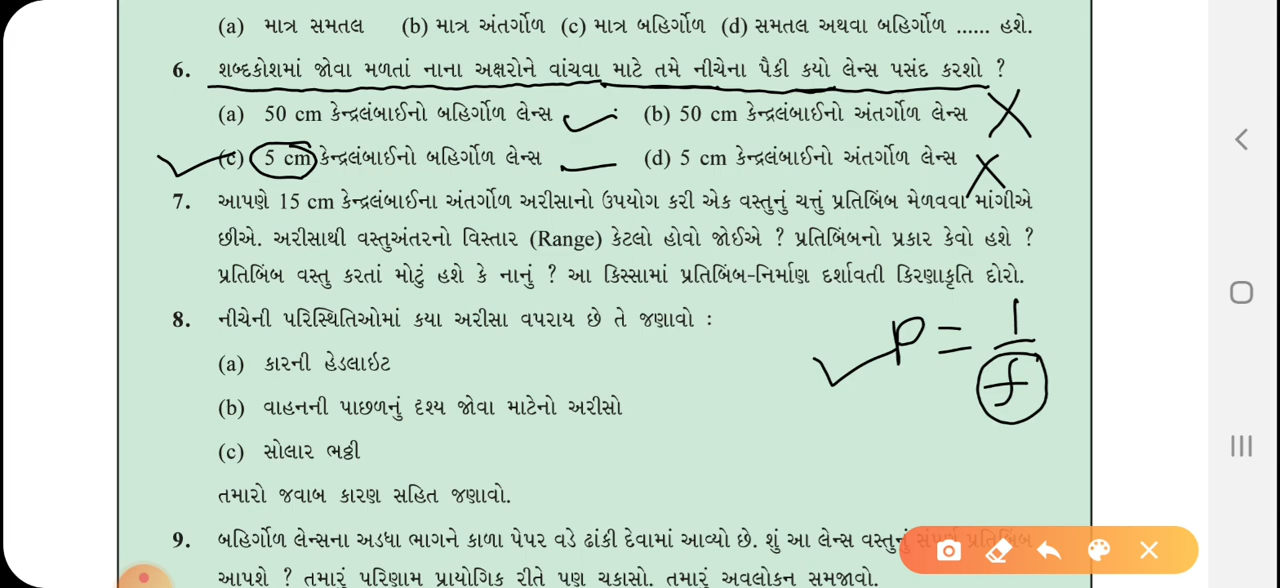 (a) માત્ર સમતલ (b) માત્ર અંતર્ગોળ (c) માત્ર બહિર્ગોળ (d) સમતલ અથવા બહિર્ગોળ ...... હશે.
6. શબ્દકોશમાં જોવા મળતાં નાના અક્ષરોને વાંચવા માટે તમે નીચેના પૈકી કયો લેન્સ પસંદ કરશો ?
(a) 50 cm કેન્દ્રલંબાઈનો બહિર્ગોળ લેન્સ (b) 50 cm કેન્દ્રલંબાઈનો અંતર્ગોળ લેન્સ
(c) 5 cm કેન્દ્રલંબાઈનો બહિર્ગોળ લેન્સ (d) 5 cm કેન્દ્રલંબાઈનો અંતર્ગોળ લેન્સ
7. આપણે 15 cm કેન્દ્રલંબાઈના અંતર્ગોળ અરીસાનો ઉપયોગ કરી એક વસ્તુનું ચત્તું પ્રતિબિંબ મેળવવા માંગીએ
છીએ. અરીસાથી વસ્તુઅંતરનો વિસ્તાર (Range) કેટલો હોવો જોઈએ ? પ્રતિબિંબનો પ્રકાર કેવો હશે ?
પ્રતિબિંબ વસ્તુ કરતાં મોટું હશે કે નાનું ? આ કિસ્સામાં પ્રતિબિંબ-નિર્માણ દર્શાવતી કિરણાકૃતિ દોરો.
8. નીચેની પરિસ્થિતિઓમાં કયા અરીસા વપરાય છે તે જણાવો :
P = 1/f
(a) કારની હેડલાઇટ
(b) વાહનની પાછળનું દૃશ્ય જોવા માટેનો અરીસો
(c) સોલાર ભઠ્ઠી
તમારો જવાબ કારણ સહિત જણાવો.
9. બહિર્ગોળ લેન્સના અડધા ભાગને કાળા પેપર વડે ઢાંકી દેવામાં આવ્યો છે. શું આ લેન્સ વસ્તુનું સંપૂર્ણ પ્રતિબિંબ
આપશે ? તમારું પરિણામ પ્રાયોગિક રીતે પણ ચકાસો. તમારું અવલોકન સમજાવો.